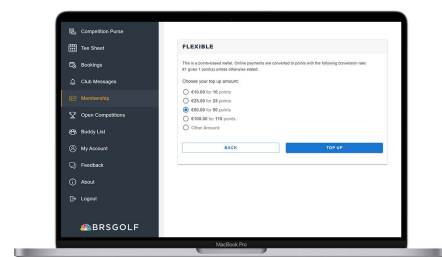 Competition Purse
Tee Sheet
Bookings
Club Messages
Membership
Open Competitions
Buddy List
My Account
Feedback
About
Logout
BRSGOLF
FLEXIBLE
This is a points-based wallet. Online payments are converted to points with the following conversion rate:
€1 gives 1 point(s) unless otherwise stated.
Choose your top up amount:
€10.00 for 10 points
€25.00 for 25 points
€50.00 for 50 points
€100.00 for 110 points
Other Amount
BACK
TOP UP
MacBook Pro